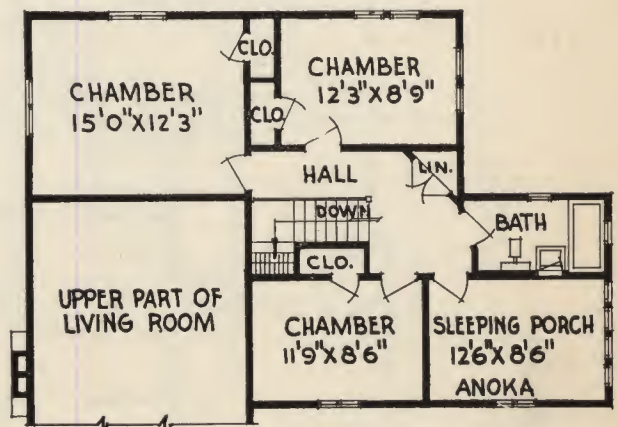 CLO.
CHAMBER
12'3"X8'9"
CHAMBER
15'0"X12'3"
CLO.
HALL
LIN.
DOWN
BATH
CLO.
UPPER PART OF
LIVING ROOM
CHAMBER
11'9"X8'6"
SLEEPING PORCH
12'6"X8'6"
ANOKA